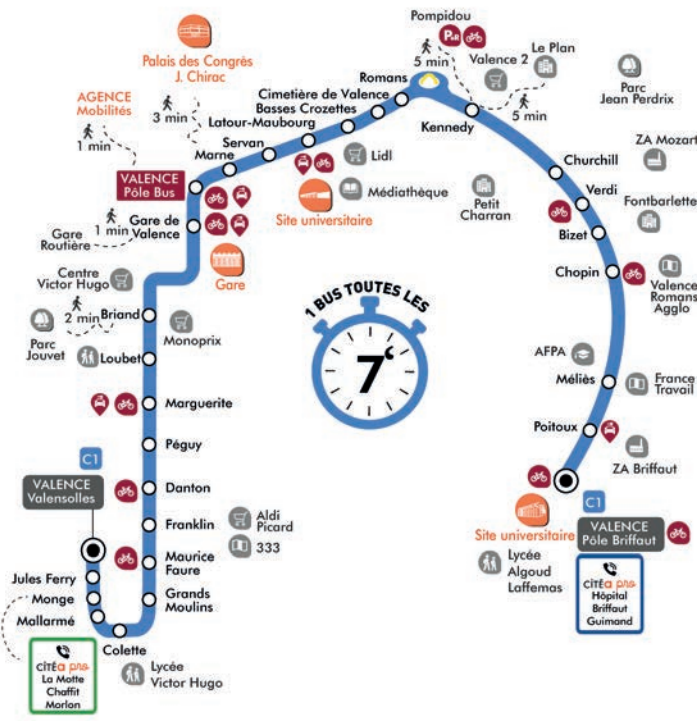 Palais des Congrès
J. Chirac
3 min
AGENCE
Mobilités
1 min
Pompidou
P+R
5 min
Valence 2
Le Plan
5 min
Parc
Jean Perdrix
Romans
Cimetière de Valence
Basses Crozettes
Latour-Maubourg
Servan
Marne
Kennedy
Lidl
Médiathèque
Site universitaire
VALENCE
Pôle Bus
Gare de
Valence
1 min
Gare
Routière
Gare
Churchill
ZA Mozart
Verdi
Petit
Charran
Fontbarlette
Bizet
Chopin
Valence
Romans
Agglo
Centre
Victor Hugo
2 min
Briand
Parc
Jouvet
Monoprix
Loubet
1 BUS TOUTES LES
7‘
AFPA
Méliès
France
Travail
Marguerite
Poitoux
ZA Briffaut
Péguy
C1
VALENCE
Valensolles
Danton
Franklin
Aldi
Picard
333
Maurice
Faure
Jules Ferry
Monge
Mallarmé
Grands
Moulins
Colette
Lycée
Victor Hugo
CITÉa pro
La Motte
Chaffit
Morlon
C1
Site universitaire
VALENCE
Pôle Briffaut
Lycée
Algoud
Laffemas
CITÉa pro
Hôpital
Briffaut
Guimand